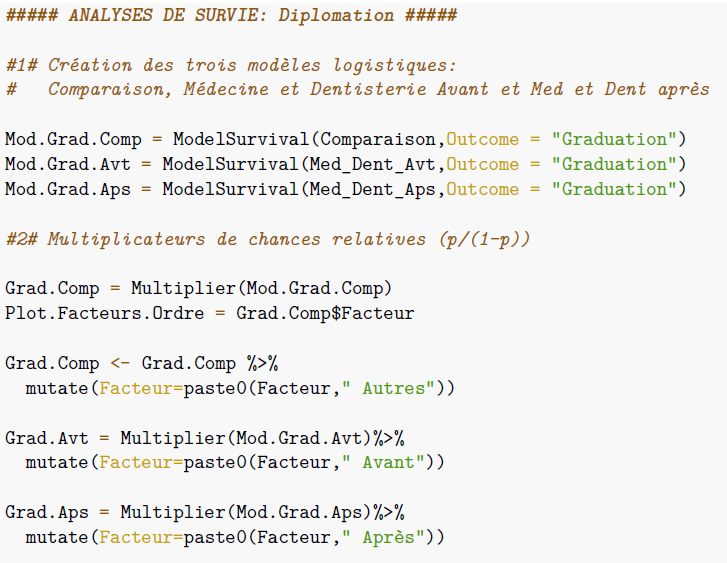 ##### ANALYSES DE SURVIE: Diplomation #####
#1# Création des trois modèles logistiques:
#   Comparaison, Médecine et Dentisterie Avant et Med et Dent après
Mod.Grad.Comp = ModelSurvival(Comparaison,Outcome = "Graduation")
Mod.Grad.Avt = ModelSurvival(Med_Dent_Avt,Outcome = "Graduation")
Mod.Grad.Aps = ModelSurvival(Med_Dent_Aps,Outcome = "Graduation")
#2# Multiplicateurs de chances relatives (p/(1-p))
Grad.Comp = Multiplier(Mod.Grad.Comp)
Plot.Facteurs.Ordre = Grad.Comp$Facteur
Grad.Comp <- Grad.Comp %>%
  mutate(Facteur=paste0(Facteur," Autres"))
Grad.Avt = Multiplier(Mod.Grad.Avt)%>%
  mutate(Facteur=paste0(Facteur," Avant"))
Grad.Aps = Multiplier(Mod.Grad.Aps)%>%
  mutate(Facteur=paste0(Facteur," Après"))